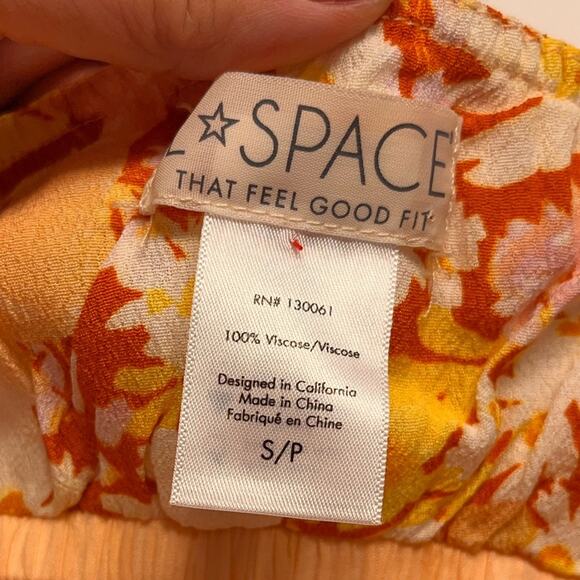 L☆SPACE
THAT FEEL GOOD FIT
RN# 130061
100% Viscose/Viscose
Designed in California
Made in China
Fabriqué en Chine
S/P